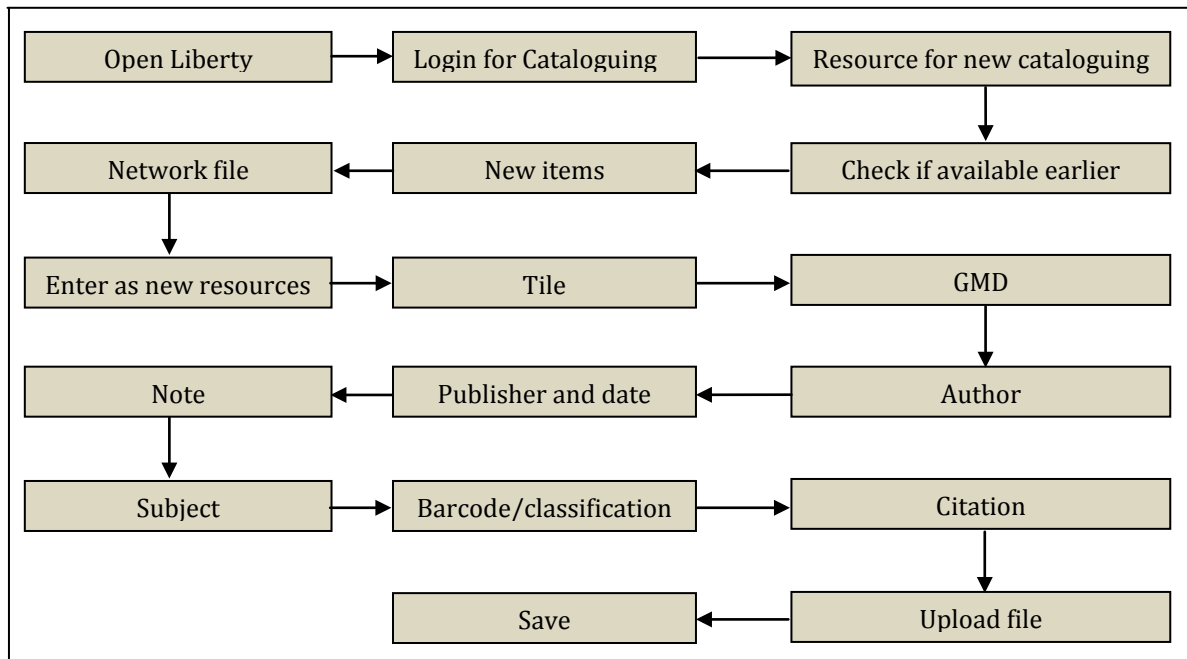 Open Liberty
Login for Cataloguing
Resource for new cataloguing
Check if available earlier
New items
Network file
Enter as new resources
Tile
GMD
Author
Publisher and date
Note
Subject
Barcode/classification
Citation
Upload file
Save